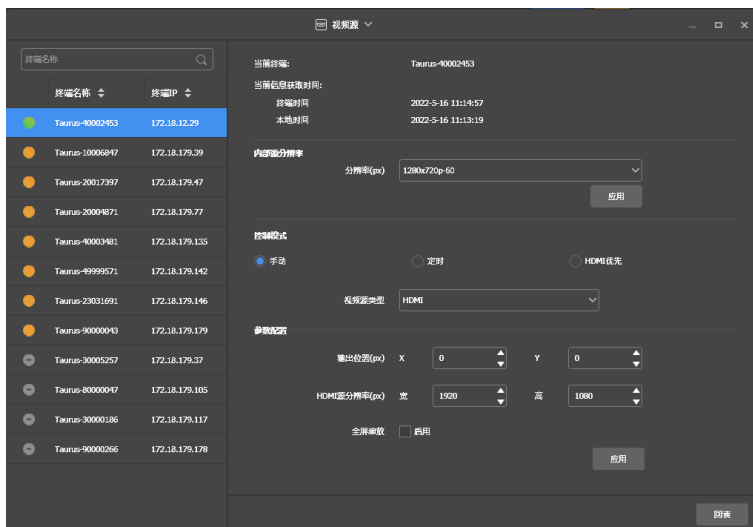 视频源
终端名称
终端名称 终端IP
Taurus-40002453 172.18.12.29
Taurus-10006847 172.18.179.39
Taurus-20017397 172.18.179.47
Taurus-20004871 172.18.179.77
Taurus-40003481 172.18.179.135
Taurus-49999571 172.18.179.142
Taurus-23031691 172.18.179.146
Taurus-90000043 172.18.179.179
Taurus-30005257 172.18.179.37
Taurus-80000047 172.18.179.105
Taurus-30000186 172.18.179.117
Taurus-90000266 172.18.179.178
当前终端: Taurus-40002453
当前信息获取时间:
终端时间 2022-5-16 11:14:57
本地时间 2022-5-16 11:13:19
内部源分辨率
分辨率(px) 1280x720p-60
应用
控制模式
手动 定时 HDMI优先
视频源类型 HDMI
参数配置
输出位置(px) X 0 Y 0
HDMI源分辨率(px) 宽 1920 高 1080
全屏缩放 启用
应用
回读